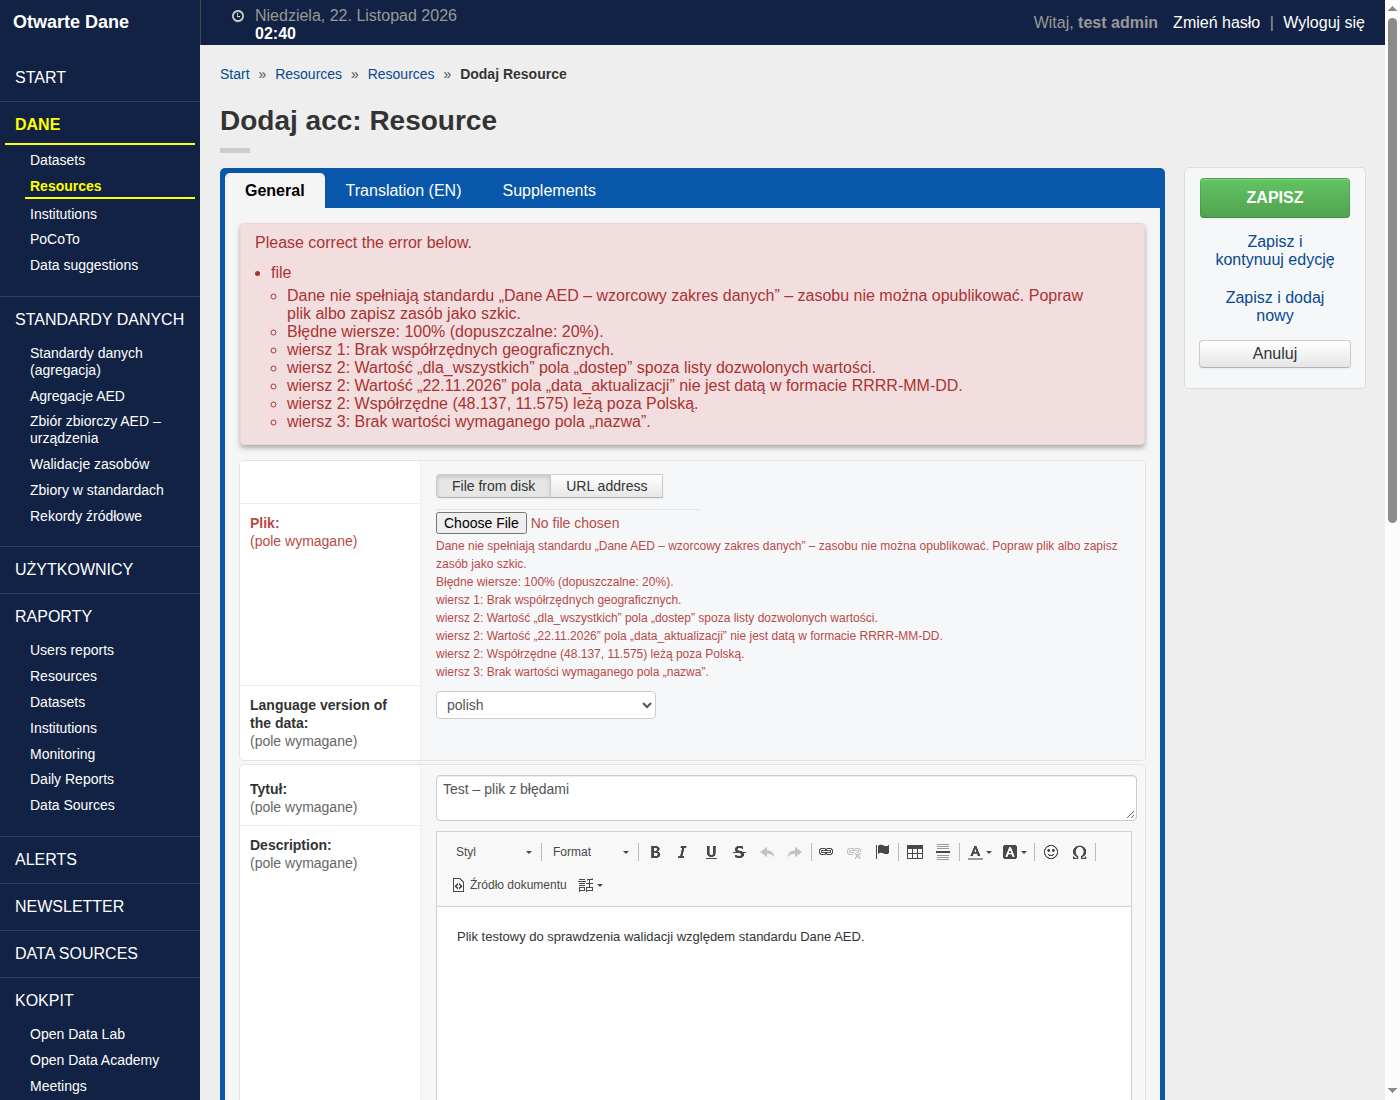 Otwarte Dane
Niedziela, 22. Listopad 2026
02:40
Witaj, test admin Zmień hasło | Wyloguj się
START
DANE
Datasets
Resources
Institutions
PoCoTo
Data suggestions
STANDARDY DANYCH
Standardy danych
(agregacja)
Agregacje AED
Zbiór zbiorczy AED –
urządzenia
Walidacje zasobów
Zbiory w standardach
Rekordy źródłowe
UŻYTKOWNICY
RAPORTY
Users reports
Resources
Datasets
Institutions
Monitoring
Daily Reports
Data Sources
ALERTS
NEWSLETTER
DATA SOURCES
KOKPIT
Open Data Lab
Open Data Academy
Meetings
Start » Resources » Resources » Dodaj Resource
Dodaj acc: Resource
General Translation (EN) Supplements
Please correct the error below.
• file
Dane nie spełniają standardu „Dane AED – wzorcowy zakres danych” – zasobu nie można opublikować. Popraw
plik albo zapisz zasób jako szkic.
Błędne wiersze: 100% (dopuszczalne: 20%).
wiersz 1: Brak współrzędnych geograficznych.
wiersz 2: Wartość „dla_wszystkich” pola „dostep” spoza listy dozwolonych wartości.
wiersz 2: Wartość „22.11.2026” pola „data_aktualizacji” nie jest datą w formacie RRRR-MM-DD.
wiersz 2: Współrzędne (48.137, 11.575) leżą poza Polską.
wiersz 3: Brak wartości wymaganego pola „nazwa”.
File from disk URL address
Plik:
(pole wymagane)
Choose File No file chosen
Dane nie spełniają standardu „Dane AED – wzorcowy zakres danych” – zasobu nie można opublikować. Popraw plik albo zapisz
zasób jako szkic.
Błędne wiersze: 100% (dopuszczalne: 20%).
wiersz 1: Brak współrzędnych geograficznych.
wiersz 2: Wartość „dla_wszystkich” pola „dostep” spoza listy dozwolonych wartości.
wiersz 2: Wartość „22.11.2026” pola „data_aktualizacji” nie jest datą w formacie RRRR-MM-DD.
wiersz 2: Współrzędne (48.137, 11.575) leżą poza Polską.
wiersz 3: Brak wartości wymaganego pola „nazwa”.
Language version of
the data:
(pole wymagane)
polish
Tytuł:
(pole wymagane)
Test – plik z błędami
Description:
(pole wymagane)
Styl Format B I U S
Źródło dokumentu
Plik testowy do sprawdzenia walidacji względem standardu Dane AED.
ZAPISZ
Zapisz i
kontynuuj edycję
Zapisz i dodaj
nowy
Anuluj